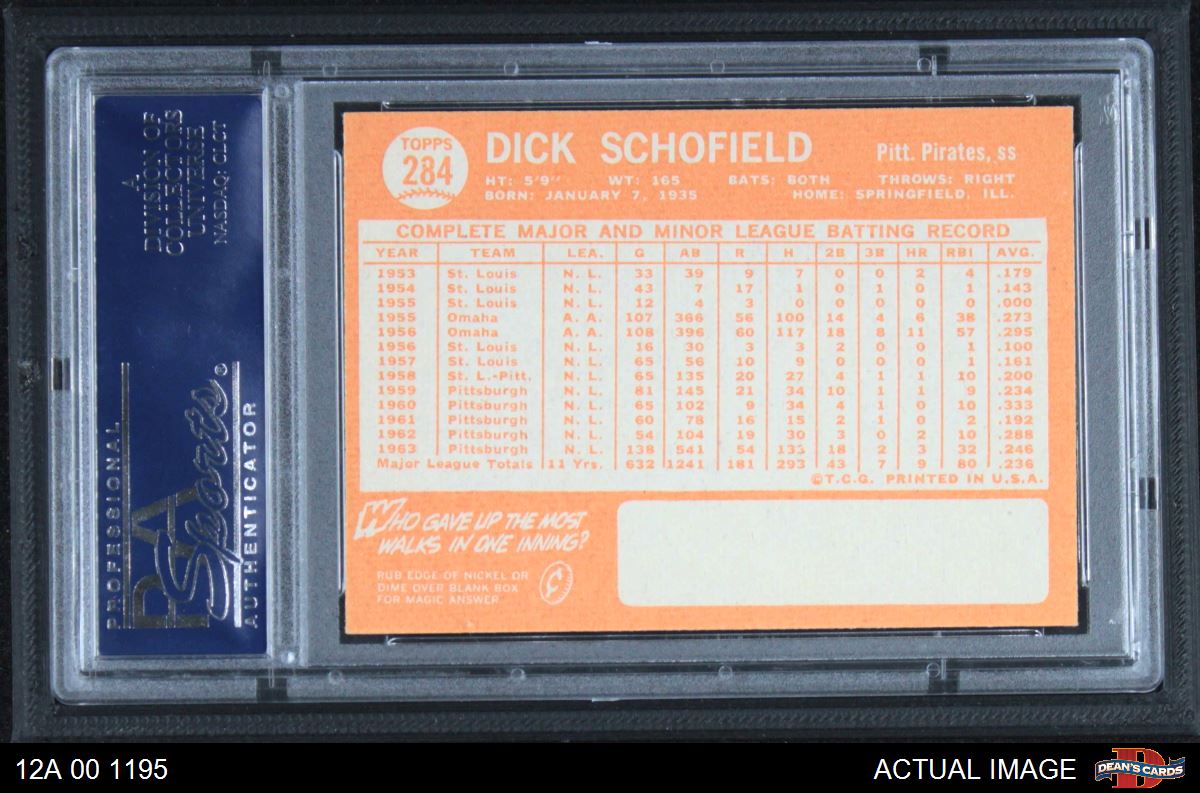 A
DIVISION OF
COLLECTORS
UNIVERSE
NASDAQ: CLCT
PROFESSIONAL
PSA
Sports®
AUTHENTICATOR
TOPPS
284
DICK SCHOFIELD
Pitt. Pirates, ss
HT: 5'9" WT: 165 BATS: BOTH THROWS: RIGHT
BORN: JANUARY 7, 1935 HOME: SPRINGFIELD, ILL.
COMPLETE MAJOR AND MINOR LEAGUE BATTING RECORD
YEAR TEAM LEA. G AB R H 2B 3B HR RBI AVG.
1953 St. Louis N. L. 33 39 9 7 0 0 2 4 .179
1954 St. Louis N. L. 43 7 17 1 0 1 0 1 .143
1955 St. Louis N. L. 12 4 3 0 0 0 0 0 .000
1955 Omaha A. A. 107 366 56 100 14 4 6 38 .273
1956 Omaha A. A. 108 396 60 117 18 8 11 57 .295
1956 St. Louis N. L. 16 30 3 3 2 0 0 1 .100
1957 St. Louis N. L. 65 56 10 9 0 0 0 1 .161
1958 St. L.-Pitt. N. L. 65 135 20 27 4 1 1 10 .200
1959 Pittsburgh N. L. 81 145 21 34 10 1 1 9 .234
1960 Pittsburgh N. L. 65 102 9 34 4 1 0 10 .333
1961 Pittsburgh N. L. 60 78 16 15 2 1 0 2 .192
1962 Pittsburgh N. L. 54 104 19 30 3 0 2 10 .288
1963 Pittsburgh N. L. 138 541 54 133 18 2 3 32 .246
Major League Totals 11 Yrs. 632 1241 181 293 43 7 9 80 .236
©T.C.G. PRINTED IN U.S.A.
WHO GAVE UP THE MOST
WALKS IN ONE INNING?
RUB EDGE OF NICKEL OR
DIME OVER BLANK BOX
FOR MAGIC ANSWER.
12A 00 1195
ACTUAL IMAGE
DEAN'S CARDS